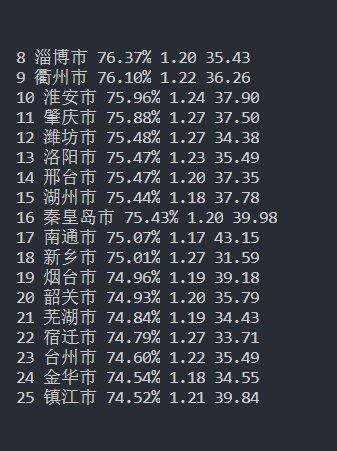 8 淄博市 76.37% 1.20 35.43
9 衢州市 76.10% 1.22 36.26
10 淮安市 75.96% 1.24 37.90
11 肇庆市 75.88% 1.27 37.50
12 潍坊市 75.48% 1.27 34.38
13 洛阳市 75.47% 1.23 35.49
14 邢台市 75.47% 1.20 37.35
15 湖州市 75.44% 1.18 37.78
16 秦皇岛市 75.43% 1.20 39.98
17 南通市 75.07% 1.17 43.15
18 新乡市 75.01% 1.27 31.59
19 烟台市 74.96% 1.19 39.18
20 韶关市 74.93% 1.20 35.79
21 芜湖市 74.84% 1.19 34.43
22 宿迁市 74.79% 1.27 33.71
23 台州市 74.60% 1.22 35.49
24 金华市 74.54% 1.18 34.55
25 镇江市 74.52% 1.21 39.84